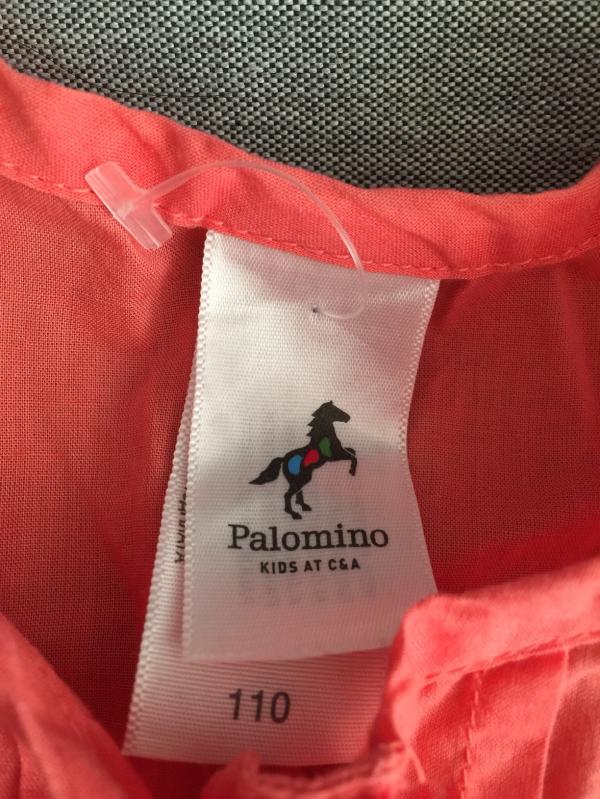 Palomino
KIDS AT C&A
110